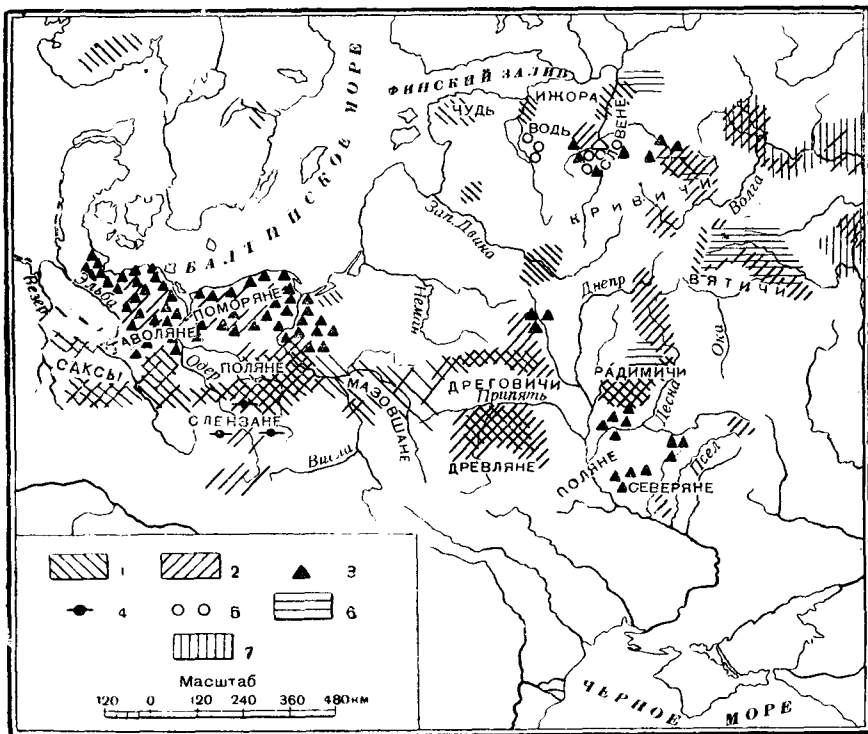 БАЛТИЙСКОЕ МОРЕ
ФИНСКИЙ ЗАЛИВ
ЧУДЬ
ИЖОРА
ВОДЬ
СЛОВЕНЕ
КРИВИЧИ
Волга
Зап. Двина
Днепр
ВЯТИЧИ
Неман
Ока
Везер
Эльба
АВОЛЯНЕ
ПОМОРЯНЕ
САКСЫ
Одер
ПОЛЯНЕ
СЛЕНЗАНЕ
Висла
МАЗОВШАНЕ
ДРЕГОВИЧИ
Припять
ДРЕВЛЯНЕ
РАДИМИЧИ
Десна
ПОЛЯНЕ
Псел
СЕВЕРЯНЕ
1 2 3
4 5 6
7
Масштаб
120 0 120 240 360 480км
ЧЕРНОЕ МОРЕ